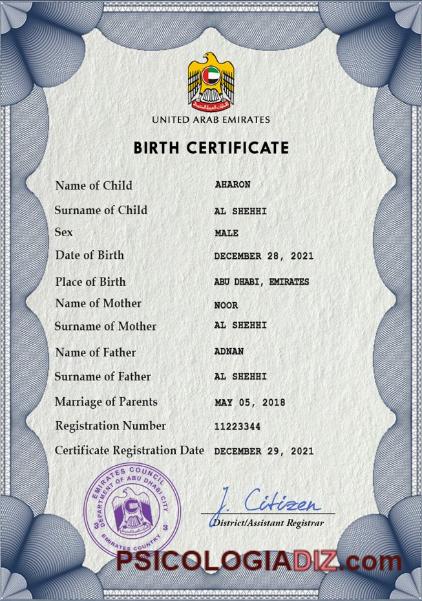 UNITED ARAB EMIRATES
BIRTH CERTIFICATE
Name of Child AHARON
Surname of Child AL SHEHHI
Sex MALE
Date of Birth DECEMBER 28, 2021
Place of Birth ABU DHABI, EMIRATES
Name of Mother NOOR
Surname of Mother AL SHEHHI
Name of Father ADNAN
Surname of Father AL SHEHHI
Marriage of Parents MAY 05, 2018
Registration Number 11223344
Certificate Registration Date DECEMBER 29, 2021
EMIRATES COUNCIL
DEPARTMENT OF ABU DHABI CITY
3 3
EMIRATES COUNTRY
J. Citizen
District/Assistant Registrar
PSICOLOGIADIZ.com